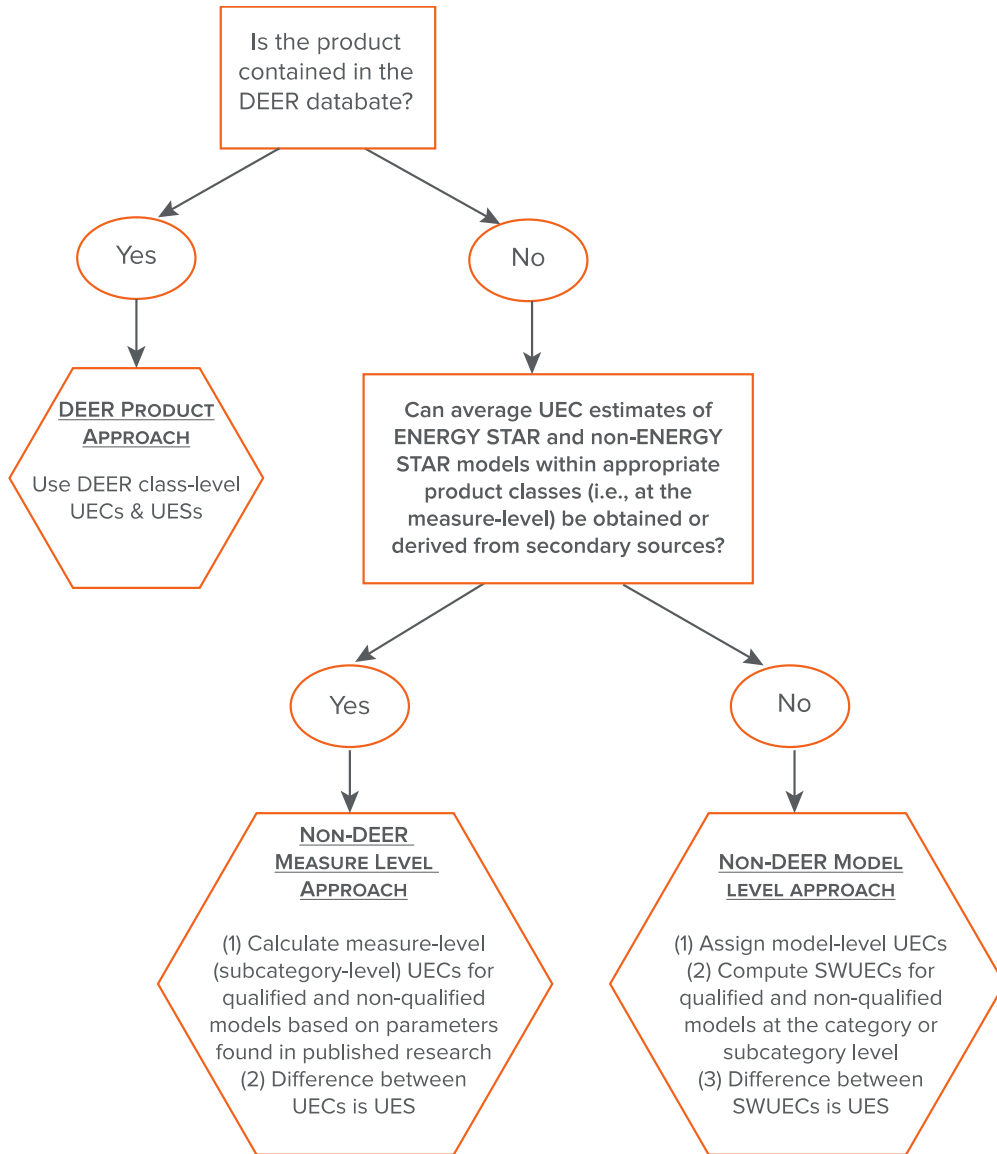 Is the product
contained in the
DEER databate?
Yes
No
DEER PRODUCT
APPROACH
Use DEER class-level
UECs & UESs
Can average UEC estimates of
ENERGY STAR and non-ENERGY
STAR models within appropriate
product classes (i.e., at the
measure-level) be obtained or
derived from secondary sources?
Yes
No
NON-DEER
MEASURE LEVEL
APPROACH
(1) Calculate measure-level
(subcategory-level) UECs for
qualified and non-qualified
models based on parameters
found in published research
(2) Difference between
UECs is UES
NON-DEER MODEL
LEVEL APPROACH
(1) Assign model-level UECs
(2) Compute SWUECs for
qualified and non-qualified
models at the category or
subcategory level
(3) Difference between
SWUECs is UES